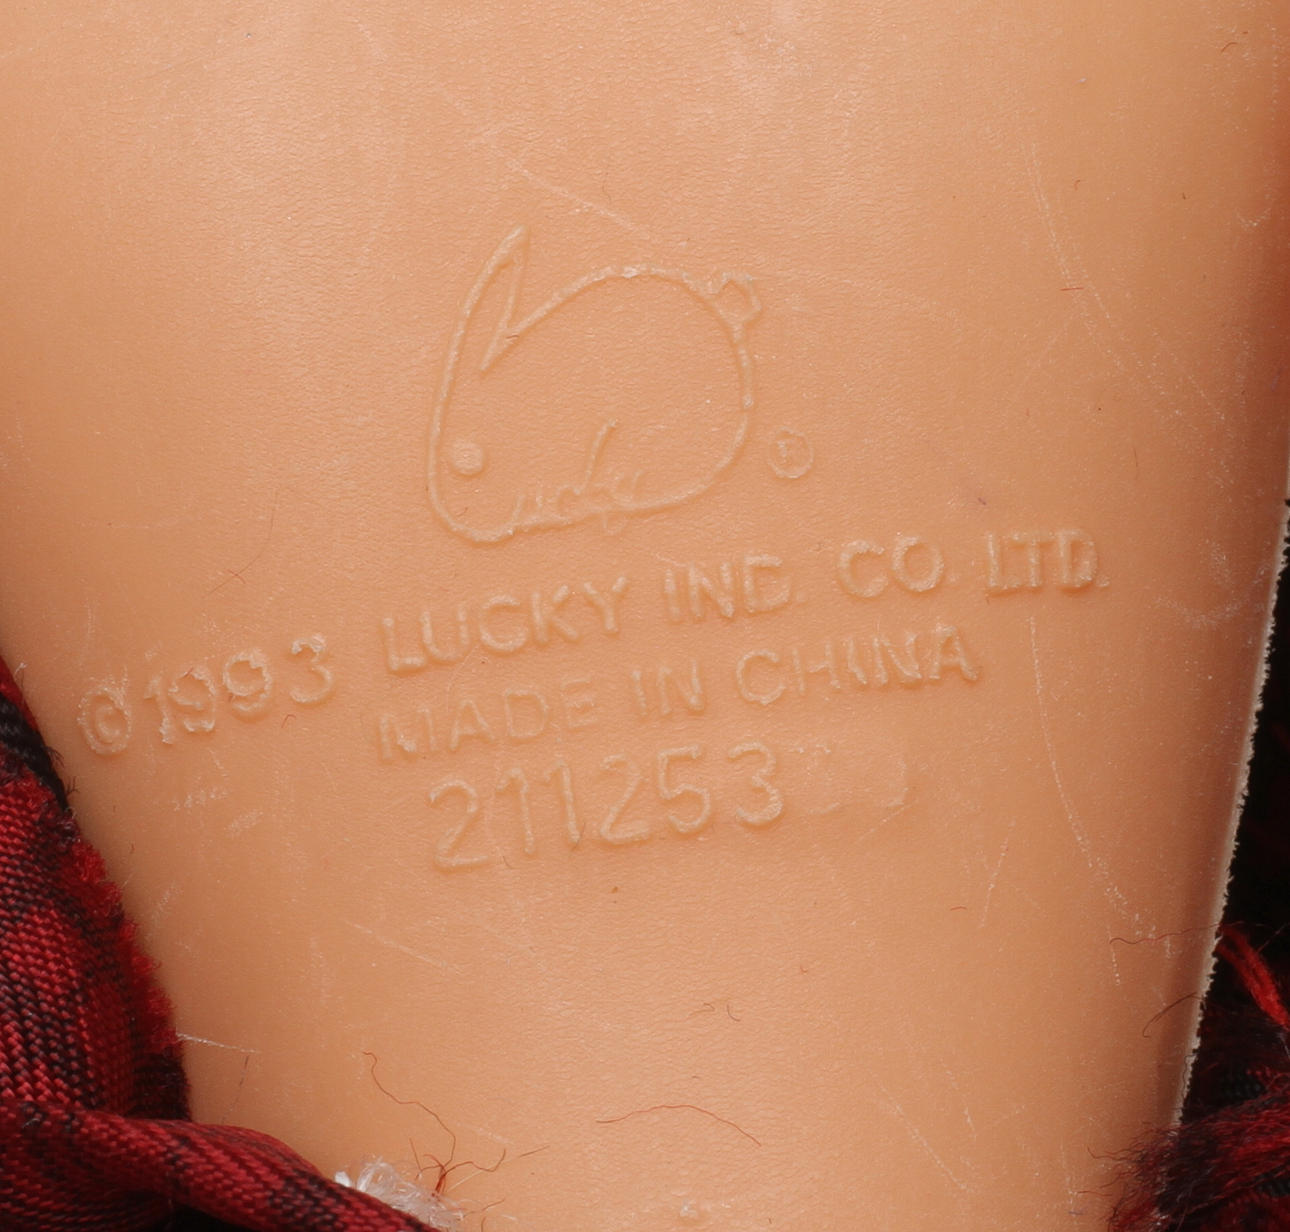 Lucky ®
© 1993 LUCKY IND. CO. LTD.
MADE IN CHINA
211253